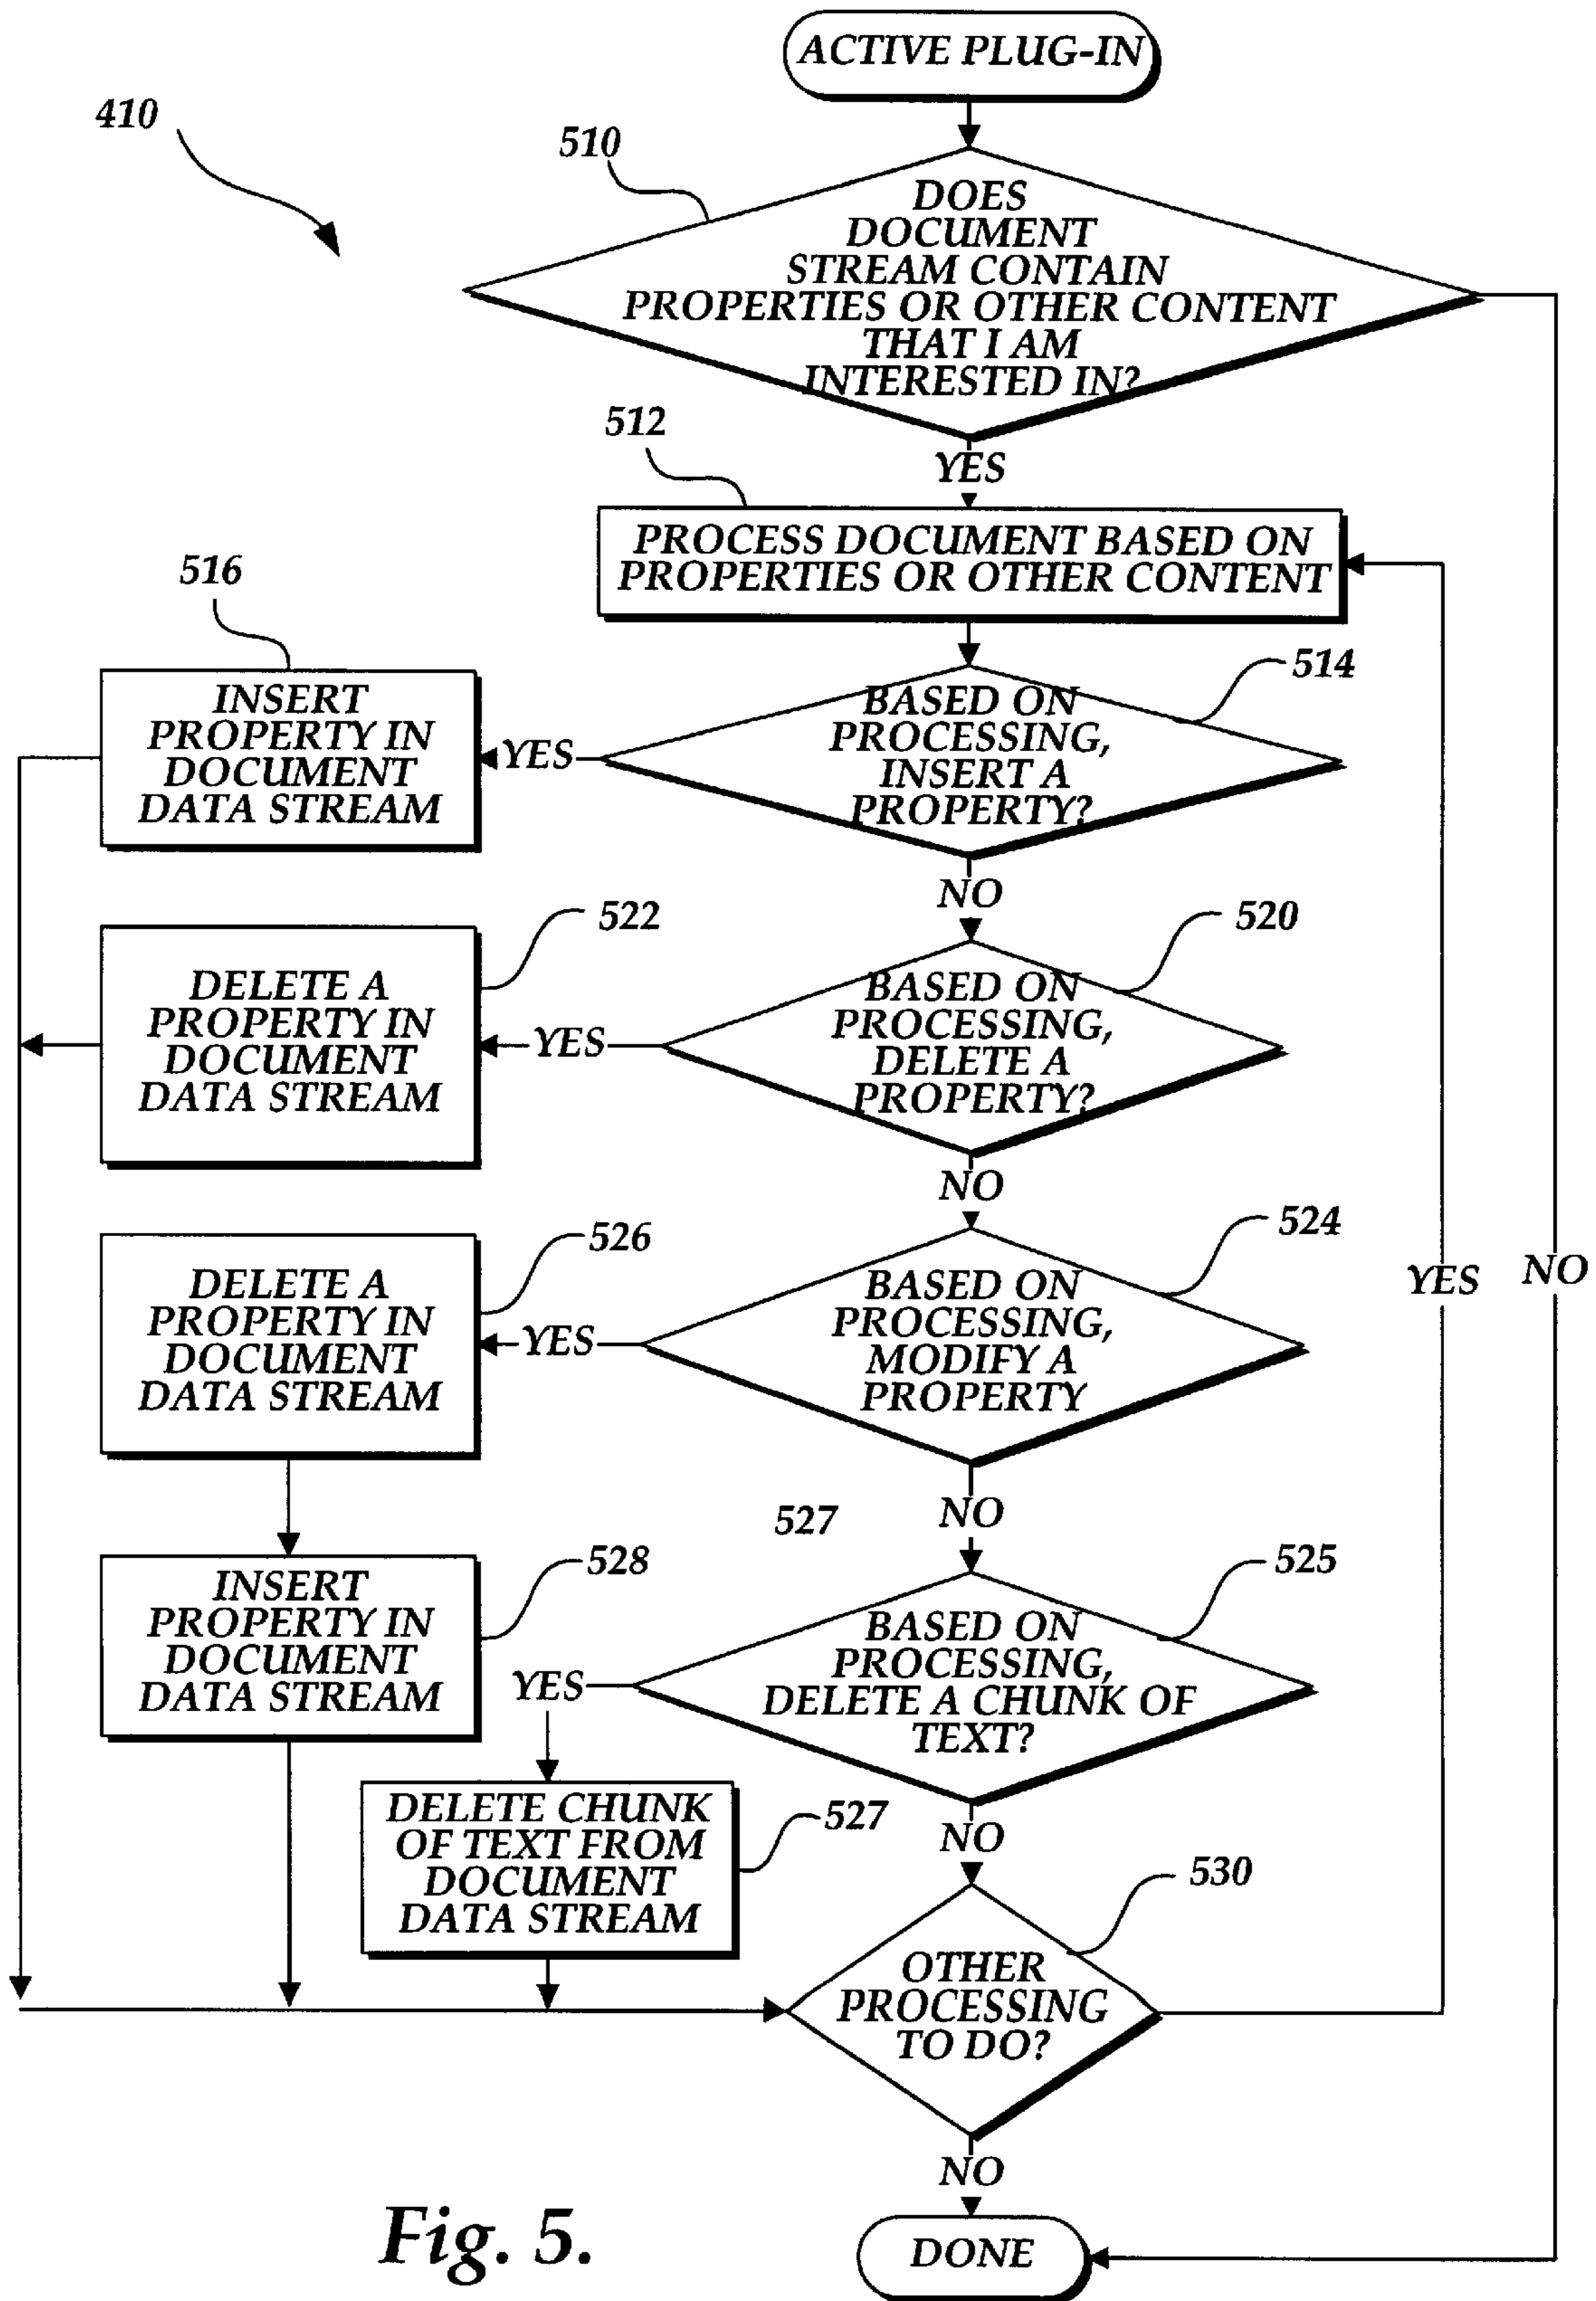 ACTIVE PLUG-IN
410
510
DOES
DOCUMENT
STREAM CONTAIN
PROPERTIES OR OTHER CONTENT
THAT I AM
INTERESTED IN?
512
YES
PROCESS DOCUMENT BASED ON
PROPERTIES OR OTHER CONTENT
516
514
INSERT
PROPERTY IN
DOCUMENT
DATA STREAM
YES
BASED ON
PROCESSING,
INSERT A
PROPERTY?
NO
522
520
DELETE A
PROPERTY IN
DOCUMENT
DATA STREAM
YES
BASED ON
PROCESSING,
DELETE A
PROPERTY?
NO
526
524
DELETE A
PROPERTY IN
DOCUMENT
DATA STREAM
YES
BASED ON
PROCESSING,
MODIFY A
PROPERTY
YES
NO
527
NO
528
525
INSERT
PROPERTY IN
DOCUMENT
DATA STREAM
YES
BASED ON
PROCESSING,
DELETE A CHUNK OF
TEXT?
DELETE CHUNK
OF TEXT FROM
DOCUMENT
DATA STREAM
527
NO
530
OTHER
PROCESSING
TO DO?
NO
DONE
Fig. 5.